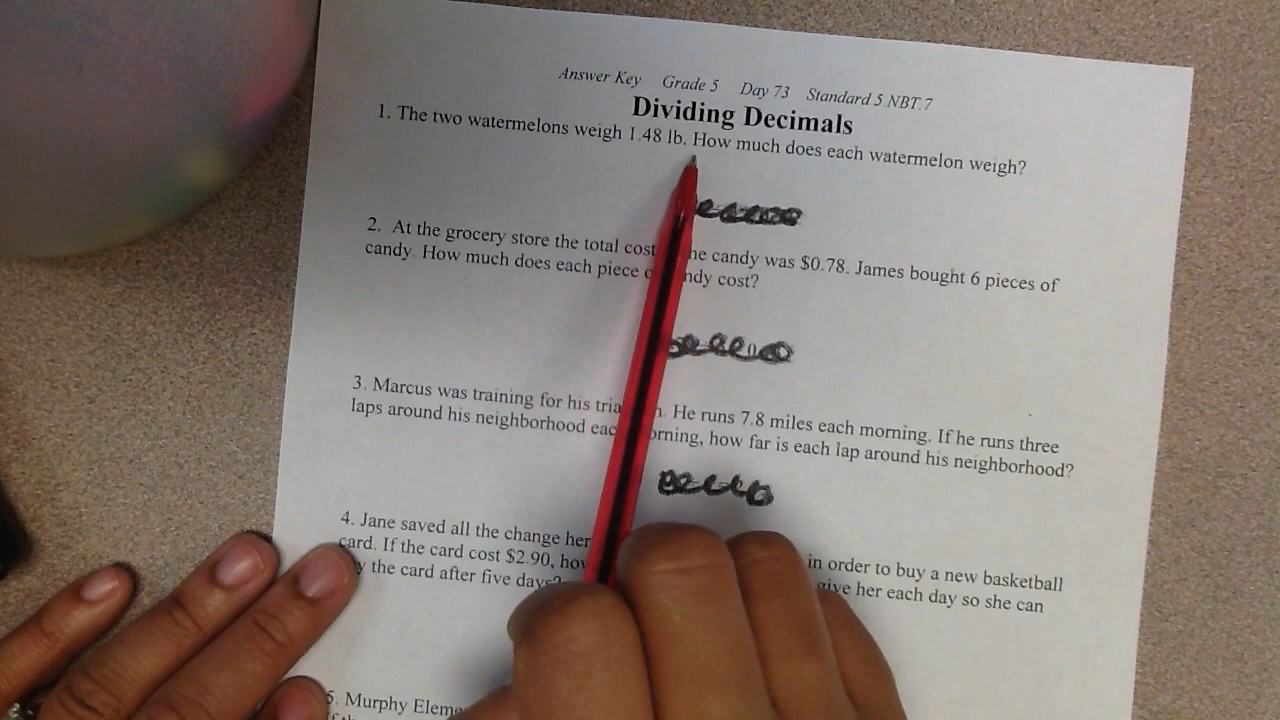 Answer Key Grade 5 Day 73 Standard 5 NBT.7
Dividing Decimals
1. The two watermelons weigh 1.48 lb. How much does each watermelon weigh?
2. At the grocery store the total cost he candy was $0.78. James bought 6 pieces of
candy. How much does each piece ndy cost?
3. Marcus was training for his tria He runs 7.8 miles each morning. If he runs three
laps around his neighborhood eac orning, how far is each lap around his neighborhood?
4. Jane saved all the change her in order to buy a new basketball
card. If the card cost $2.90, how give her each day so she can
the card after five days?
5. Murphy Eleme